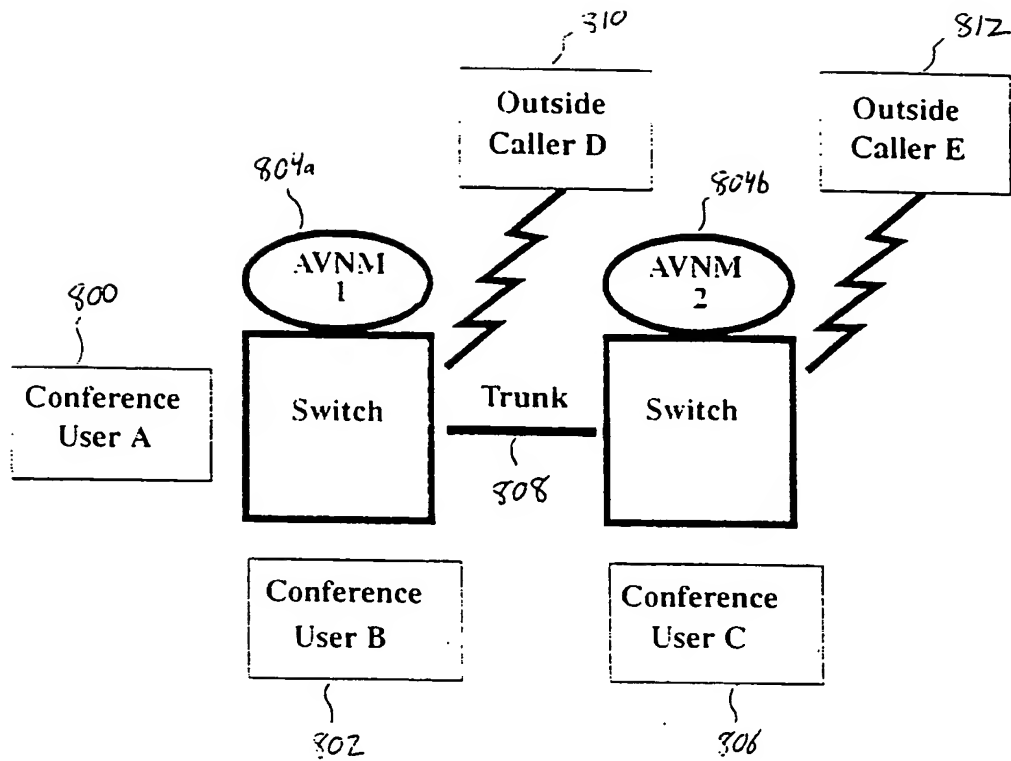 810
812
Outside
Caller D
Outside
Caller E
804a
804b
AVNM
1
AVNM
2
800
Conference
User A
Switch
Trunk
Switch
808
Conference
User B
Conference
User C
802
806